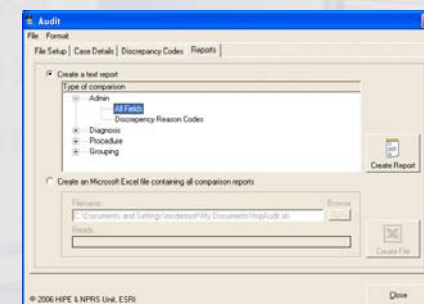 Audit
File Format
File Setup Case Details Discrepancy Codes Reports
Create a text report
Type of comparison
Admin
All Fields
Discrepency Reason Codes
Diagnosis
Procedure
Grouping
Create Report
Create an Microsoft Excel file containing all comparison reports
Filename: Browse
Ready...
Create File
© 2006 HIPE & NPRS Unit, ESRI
Close